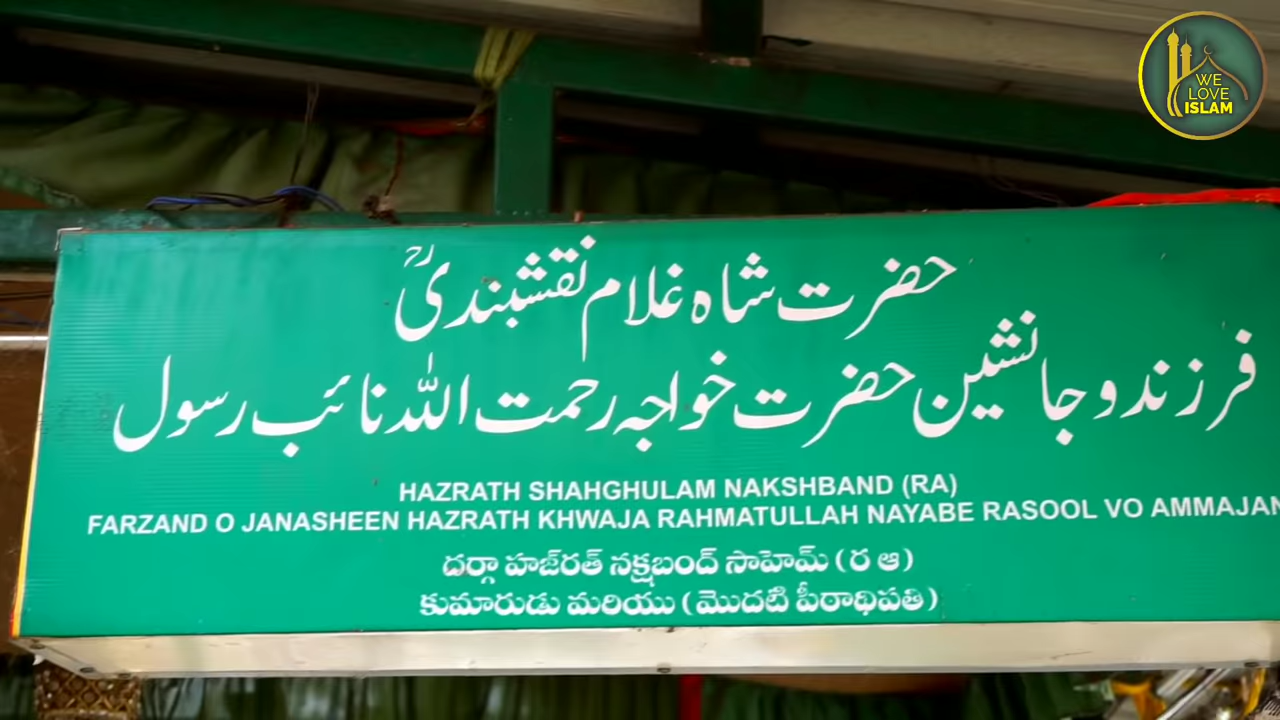 WE
LOVE
ISLAM
حضرت شاہ غلام نقشبندیؒ
فرزند و جانشین حضرت خواجہ رحمت اللہ نائب رسول
HAZRATH SHAHGHULAM NAKSHBAND (RA)
FARZAND O JANASHEEN HAZRATH KHWAJA RAHMATULLAH NAYABE RASOOL VO AMMAJAN
దర్గా హజ్‌రత్ నక్షబంద్ సాహెమ్ (ర ఆ)
కుమారుడు మరియు (మొదటి పీఠాధిపతి)